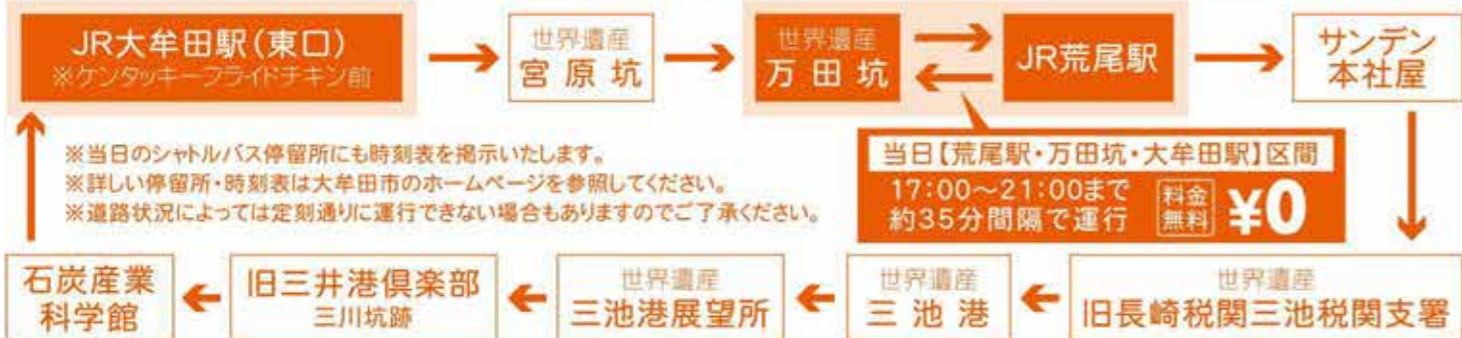 JR大牟田駅(東口)
※ケンタッキーフライドチキン前
世界遺産
宮原坑
世界遺産
万田坑
JR荒尾駅
サンデン
本社屋
※当日のシャトルバス停留所にも時刻表を掲示いたします。
※詳しい停留所・時刻表は大牟田市のホームページを参照してください。
※道路状況によっては定刻通りに運行できない場合もありますのでご了承ください。
当日【荒尾駅・万田坑・大牟田駅】区間
17:00〜21:00まで
約35分間隔で運行
料金
無料
¥0
石炭産業
科学館
旧三井港倶楽部
三川坑跡
世界遺産
三池港展望所
世界遺産
三池港
世界遺産
旧長崎税関三池税関支署